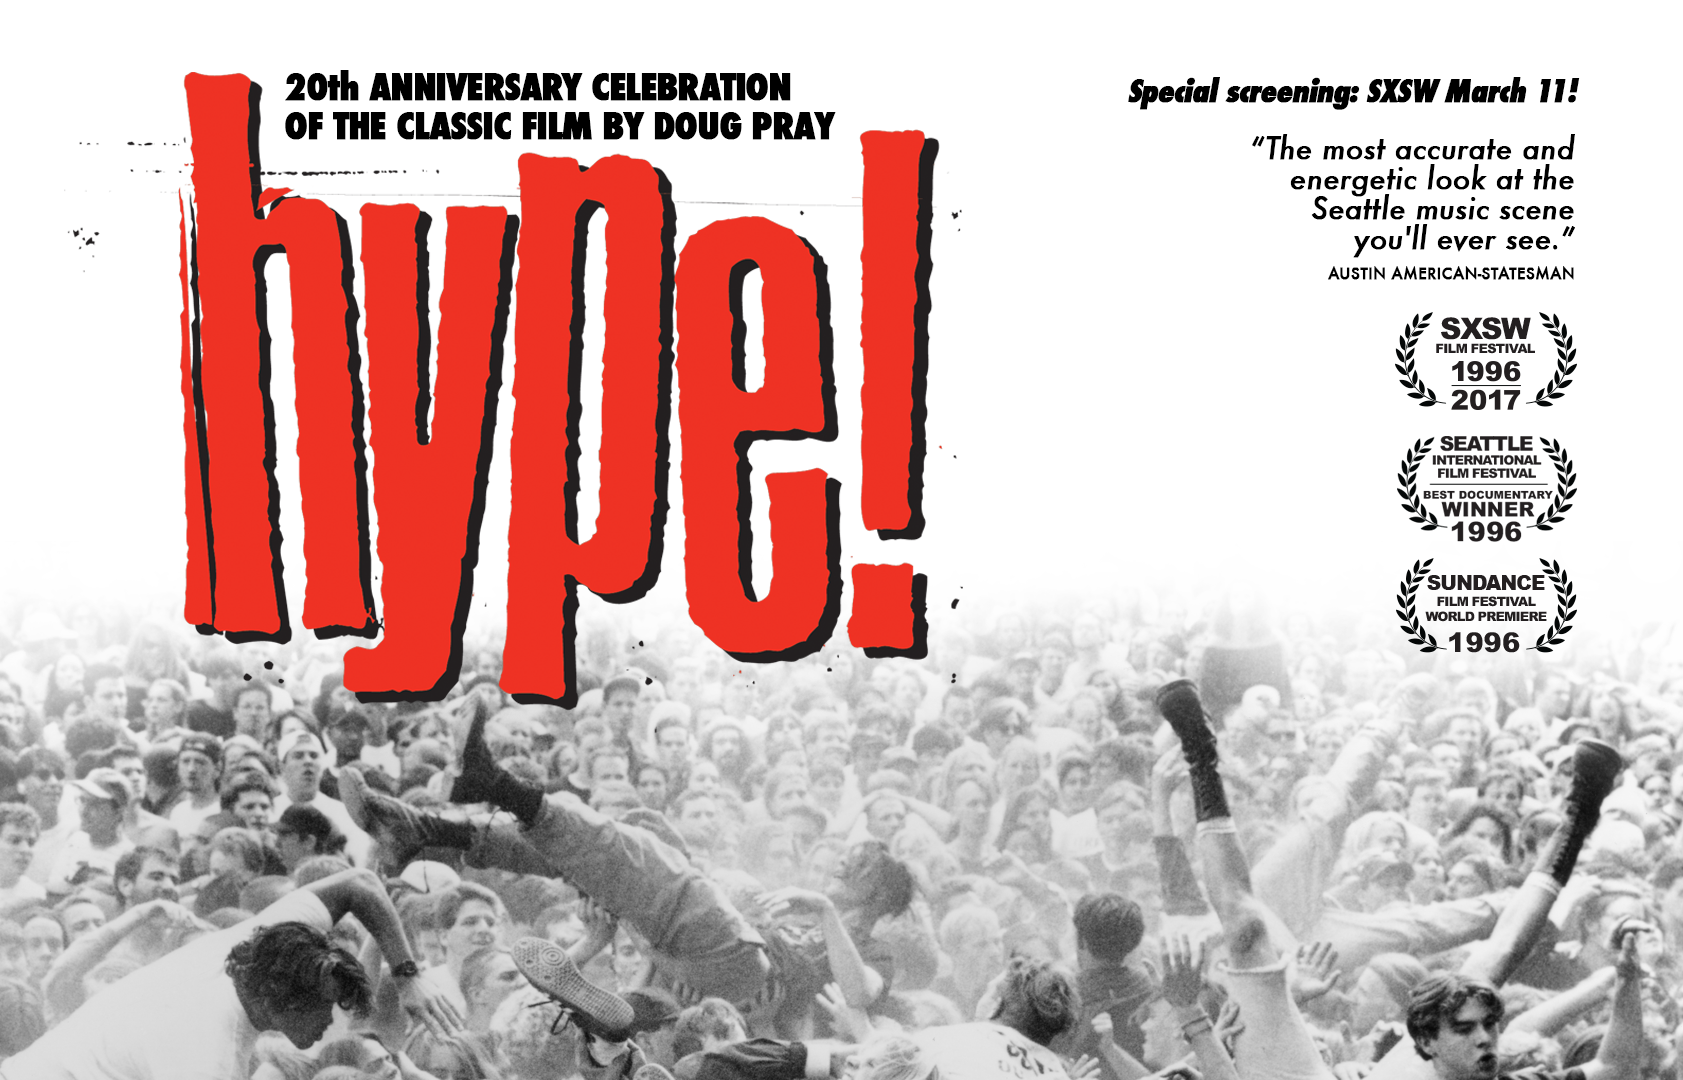 20th ANNIVERSARY CELEBRATION
OF THE CLASSIC FILM BY DOUG PRAY
hype!
Special screening: SXSW March 11!
“The most accurate and
energetic look at the
Seattle music scene
you'll ever see.”
AUSTIN AMERICAN-STATESMAN
SXSW
FILM FESTIVAL
1996
2017
SEATTLE
INTERNATIONAL
FILM FESTIVAL
BEST DOCUMENTARY
WINNER
1996
SUNDANCE
FILM FESTIVAL
WORLD PREMIERE
1996